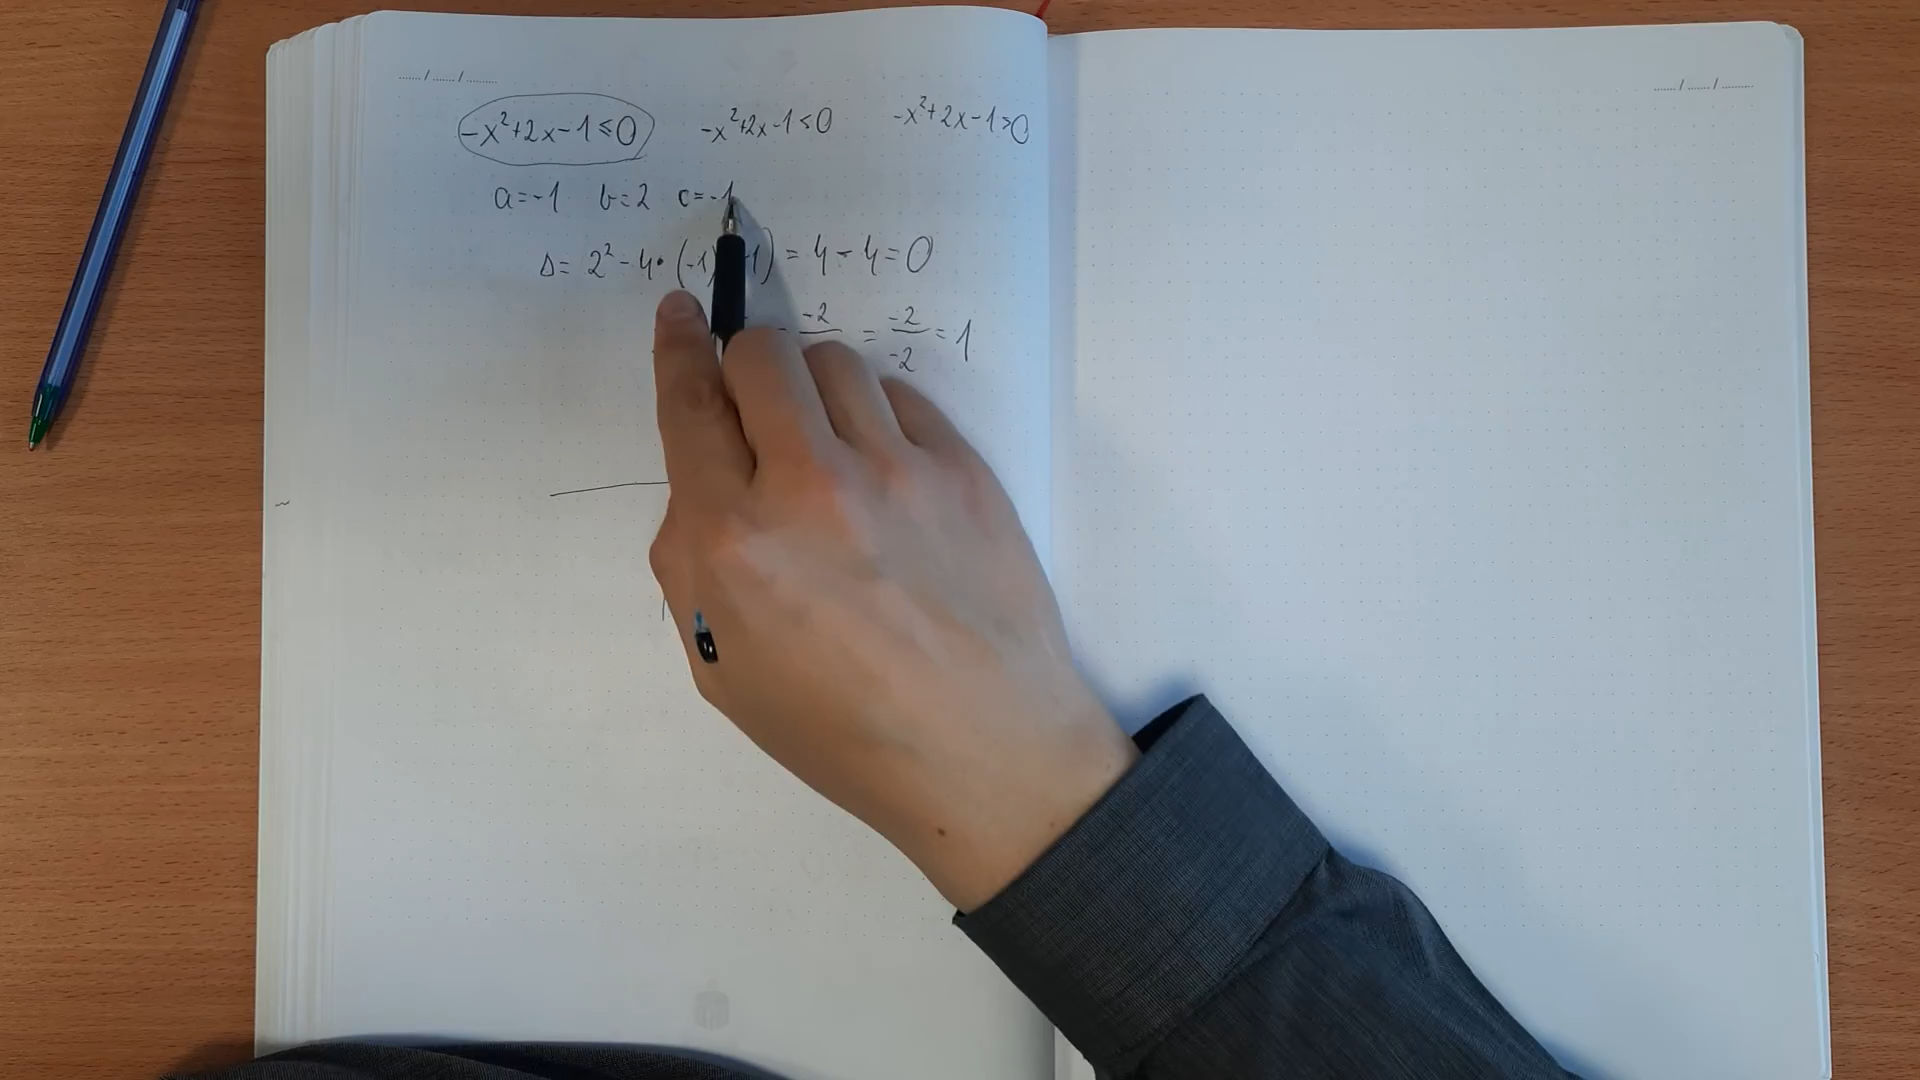 ...... / ...... / .........
-x²+2x-1≤0 -x²+2x-1<0 -x²+2x-1>0
...... / ...... / .........
a=-1 b=2 c=-1
Δ= 2²-4•(-1) 1) = 4-4=0
-2 = -2/-2 = 1